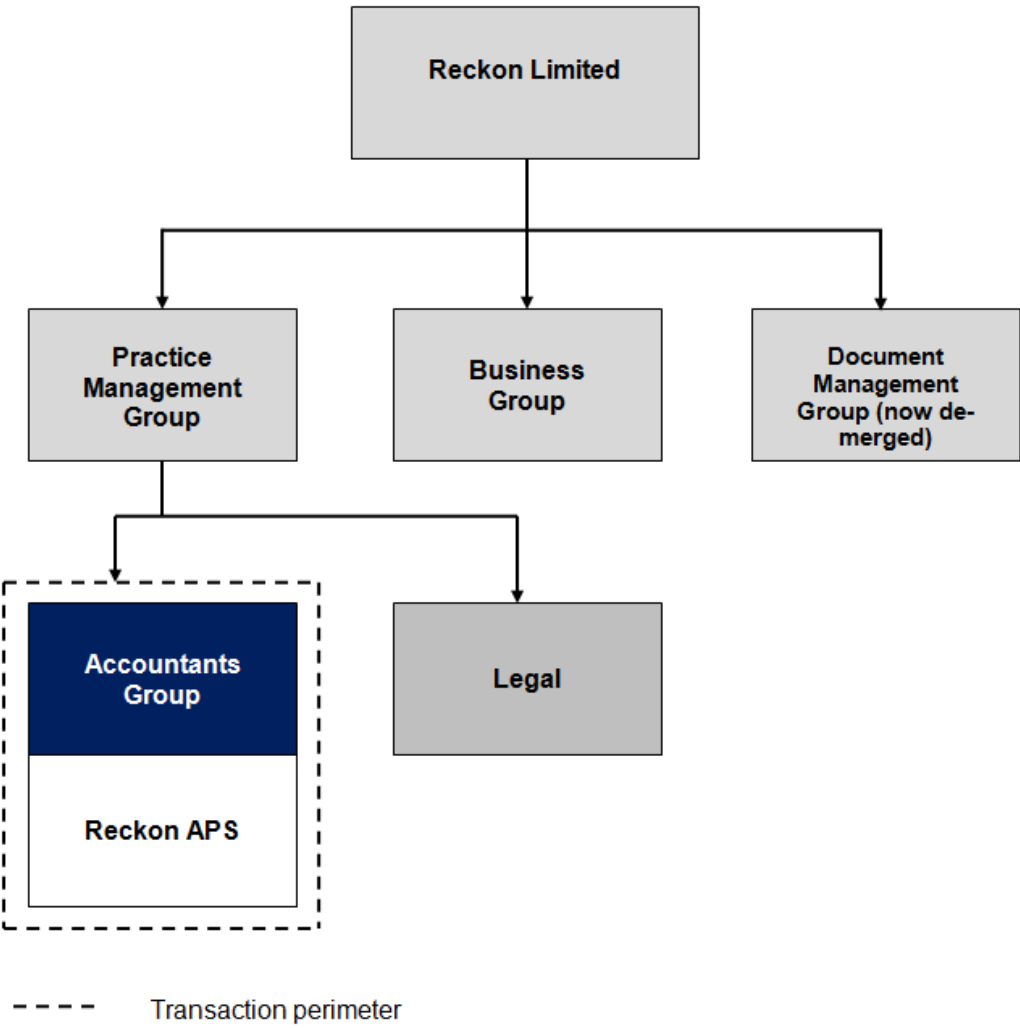 Reckon Limited
Practice
Management
Group
Business
Group
Document
Management
Group (now de-
merged)
Accountants
Group
Legal
Reckon APS
Transaction perimeter